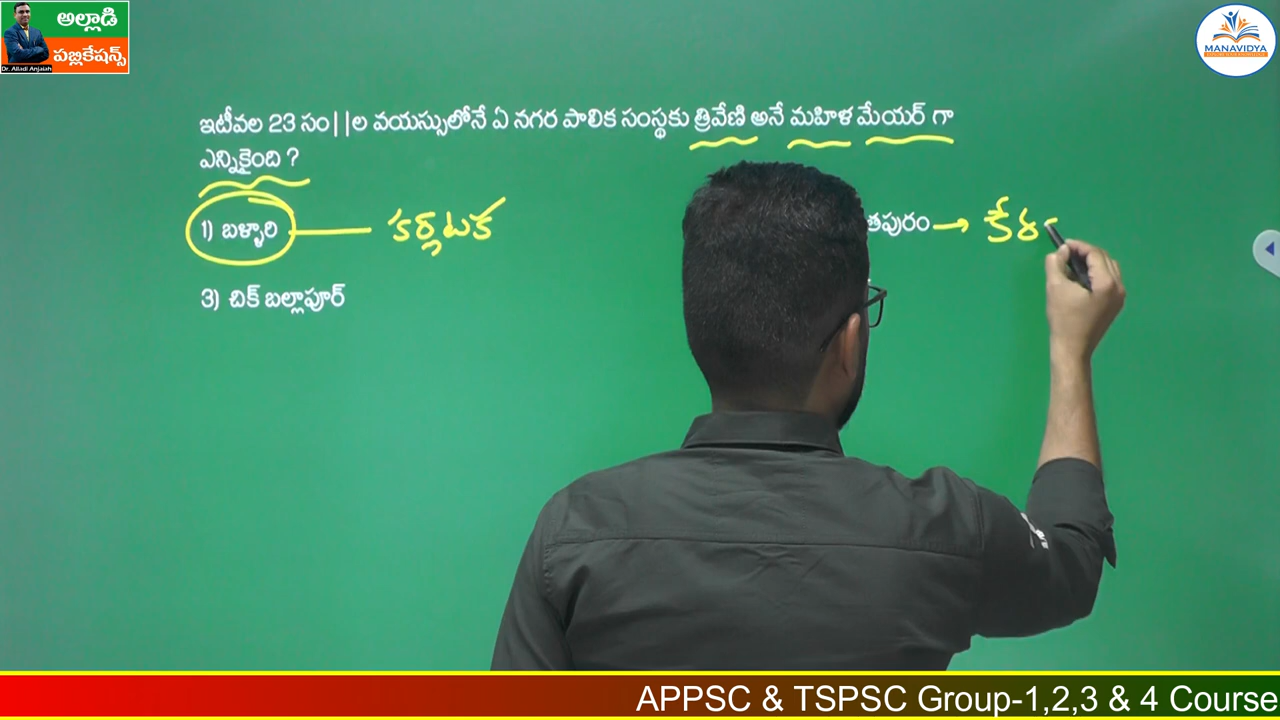 అల్లాడి
పబ్లికేషన్స్
Dr. Alladi Anjaiah
MANAVIDYA
ఇటీవల 23 సం||ల వయస్సులోనే ఏ నగర పాలిక సంస్థకు త్రివేణి అనే మహిళ మేయర్ గా
ఎన్నికైంది ?
1) బళ్ళారి కర్ణాటక
తపురం → కేర
3) చిక్ బల్లాపూర్
APPSC & TSPSC Group-1,2,3 & 4 Course